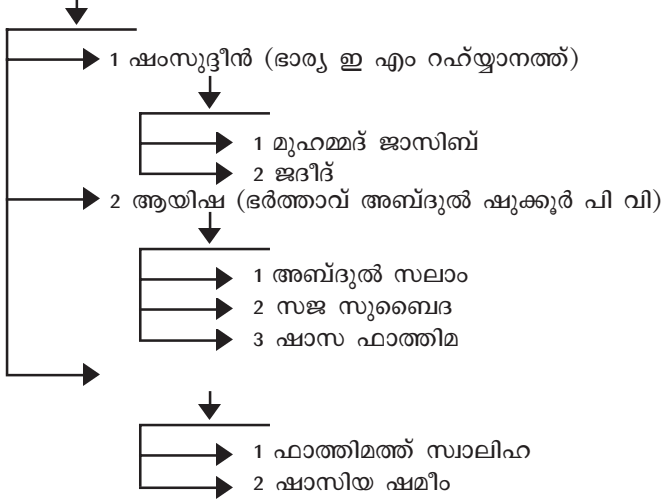 1 ഷംസുദ്ദീൻ (ഭാര്യ ഇ എം റഹ്യ്യാനത്ത്)
1 മുഹമ്മദ് ജാസിബ്
2 ജദീദ്
2 ആയിഷ (ഭർത്താവ് അബ്ദുൽ ഷുക്കൂർ പി വി)
1 അബ്ദുൽ സലാം
2 സജ സുബൈദ
3 ഷാസ ഫാത്തിമ
1 ഫാത്തിമത്ത് സ്വാലിഹ
2 ഷാസിയ ഷമീം